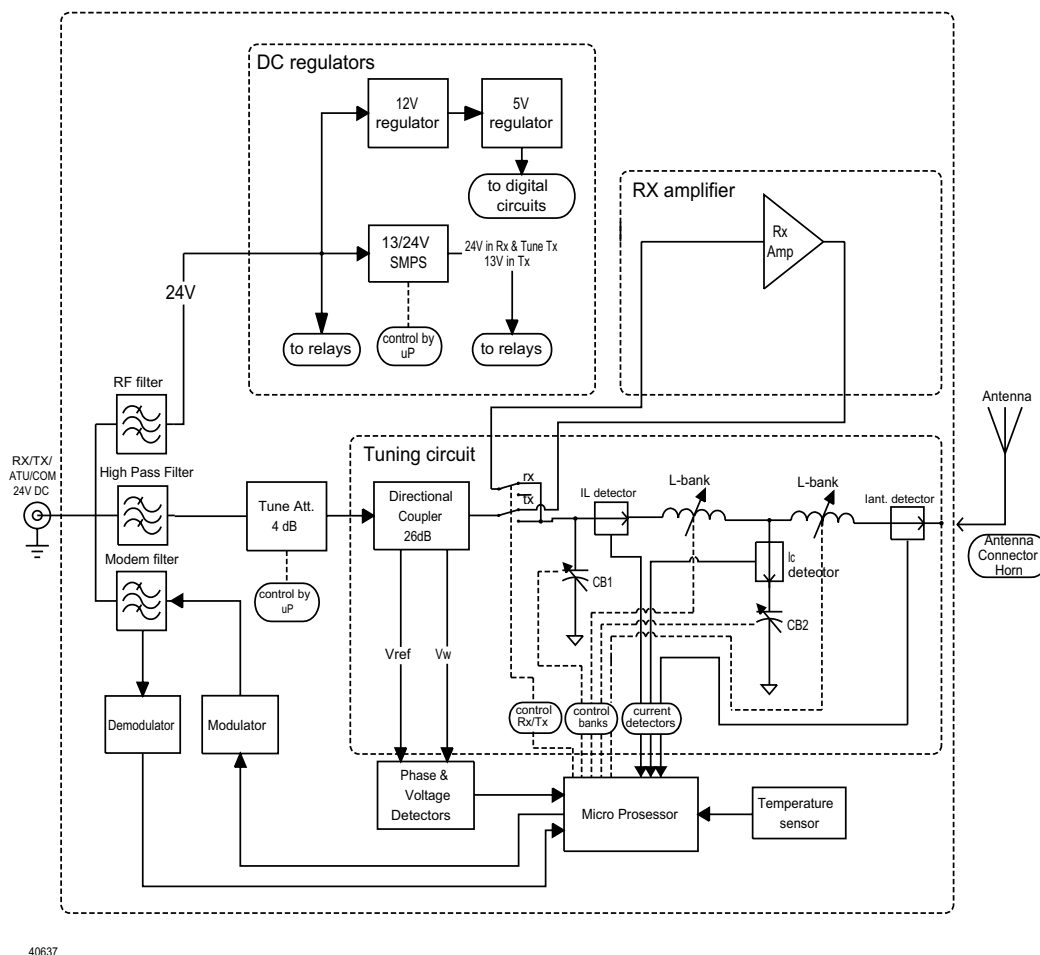 DC regulators
12V
regulator
5V
regulator
to digital
circuits
13/24V
SMPS
24V in Rx & Tune Tx
13V in Tx
24V
to relays
control by
uP
to relays
RX amplifier
Rx
Amp
RF filter
RX/TX/
ATU/COM
24V DC
High Pass Filter
Modem filter
Tune Att.
4 dB
control by
uP
Tuning circuit
Directional
Coupler
26dB
rx
tx
IL detector
L-bank
L-bank
Iant. detector
Antenna
Antenna
Connector
Horn
Ic
detector
CB1
CB2
Vref
Vw
control
Rx/Tx
control
banks
current
detectors
Demodulator
Modulator
Phase &
Voltage
Detectors
Micro Prosessor
Temperature
sensor
40637